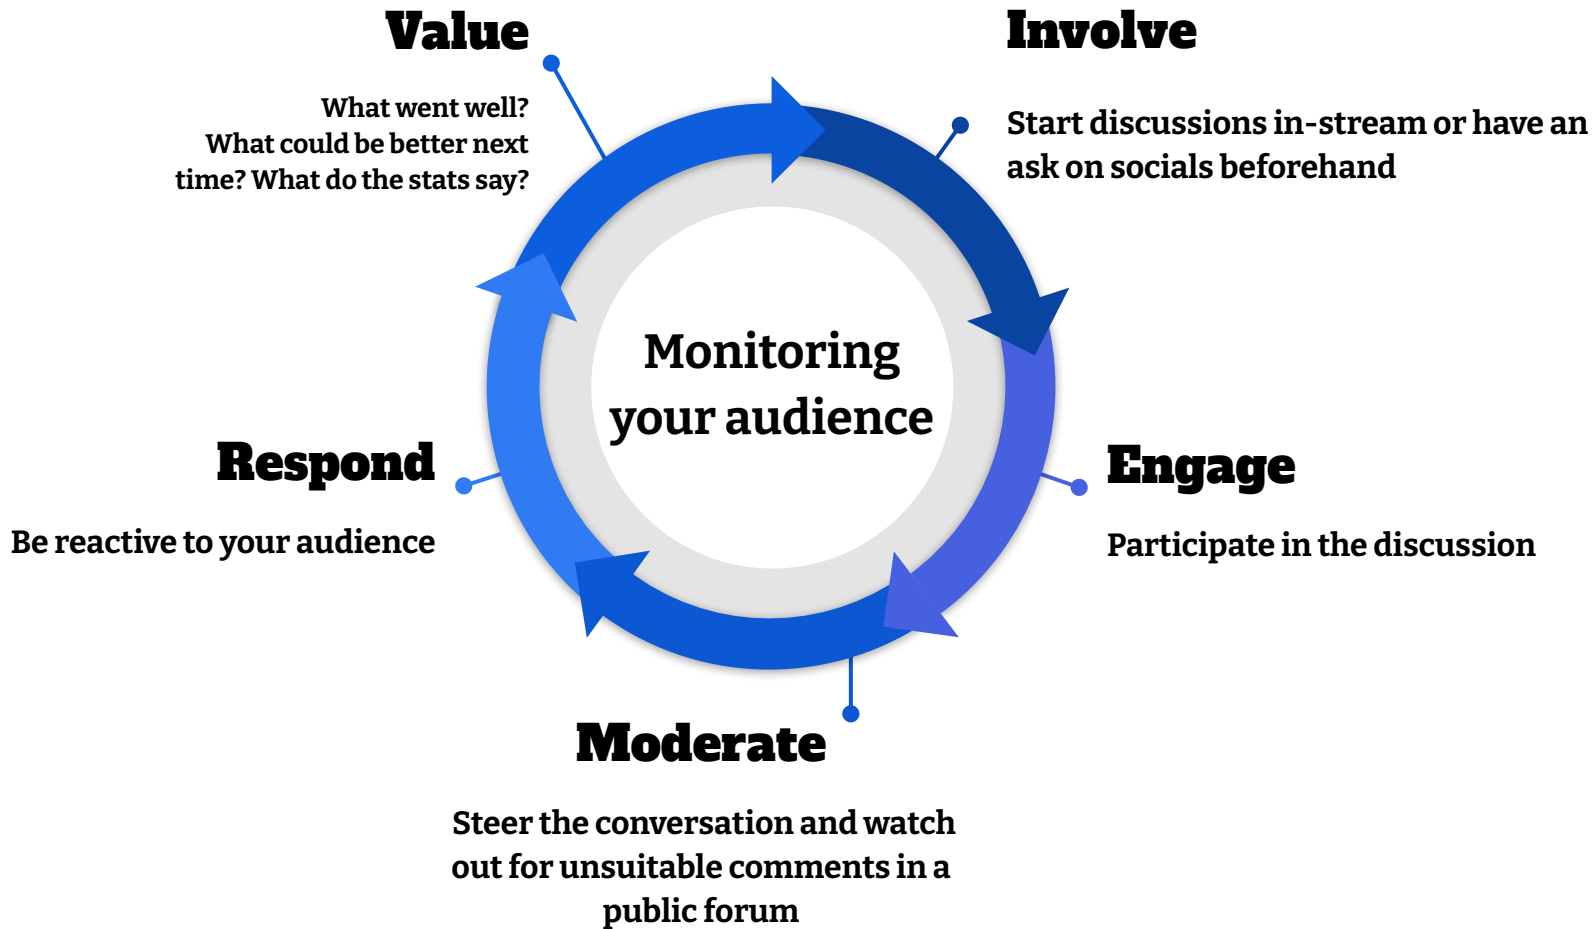 Value
What went well?
What could be better next
time? What do the stats say?
Involve
Start discussions in-stream or have an
ask on socials beforehand
Monitoring
your audience
Respond
Be reactive to your audience
Engage
Participate in the discussion
Moderate
Steer the conversation and watch
out for unsuitable comments in a
public forum